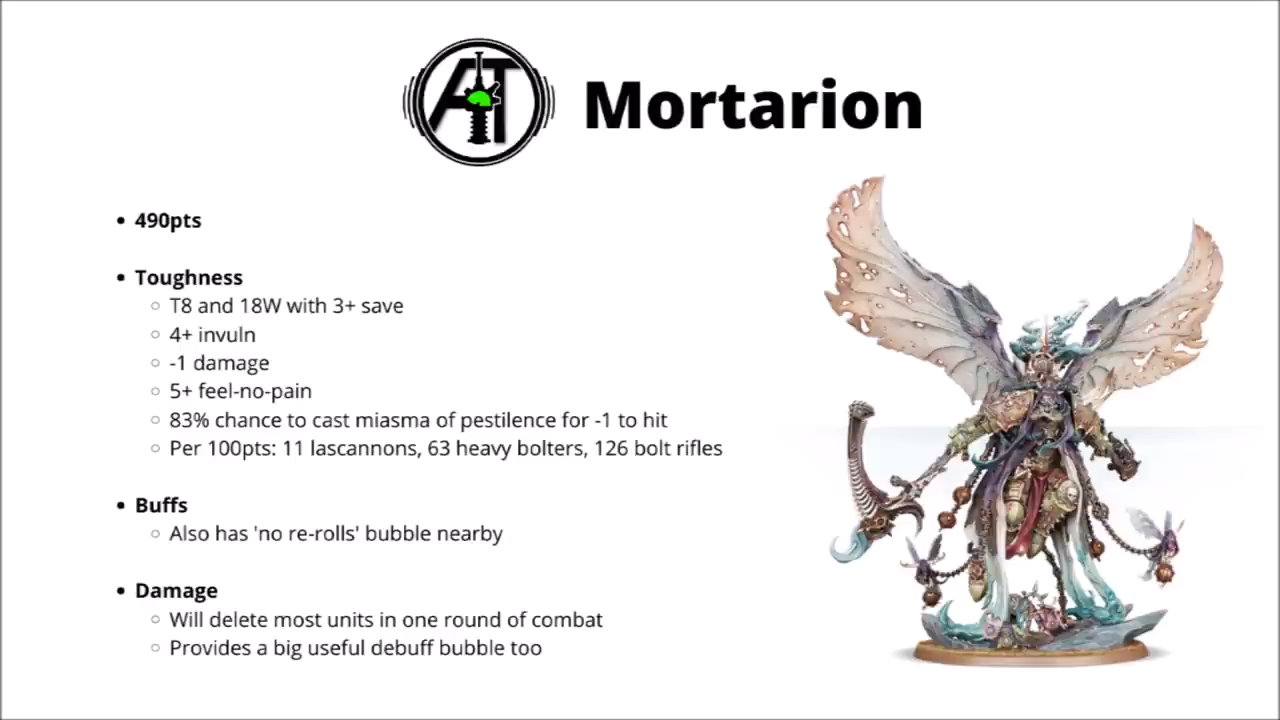 AT
Mortarion
• 490pts
• Toughness
○ T8 and 18W with 3+ save
○ 4+ invuln
○ -1 damage
○ 5+ feel-no-pain
○ 83% chance to cast miasma of pestilence for -1 to hit
○ Per 100pts: 11 lascannons, 63 heavy bolters, 126 bolt rifles
• Buffs
○ Also has 'no re-rolls' bubble nearby
• Damage
○ Will delete most units in one round of combat
○ Provides a big useful debuff bubble too